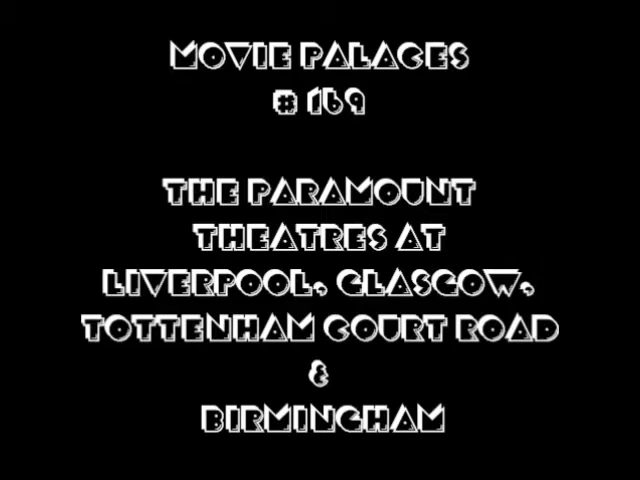 MOVIE PALACES
# 169
THE PARAMOUNT
THEATRES AT
LIVERPOOL, GLASGOW,
TOTTENHAM COURT ROAD
&
BIRMINGHAM